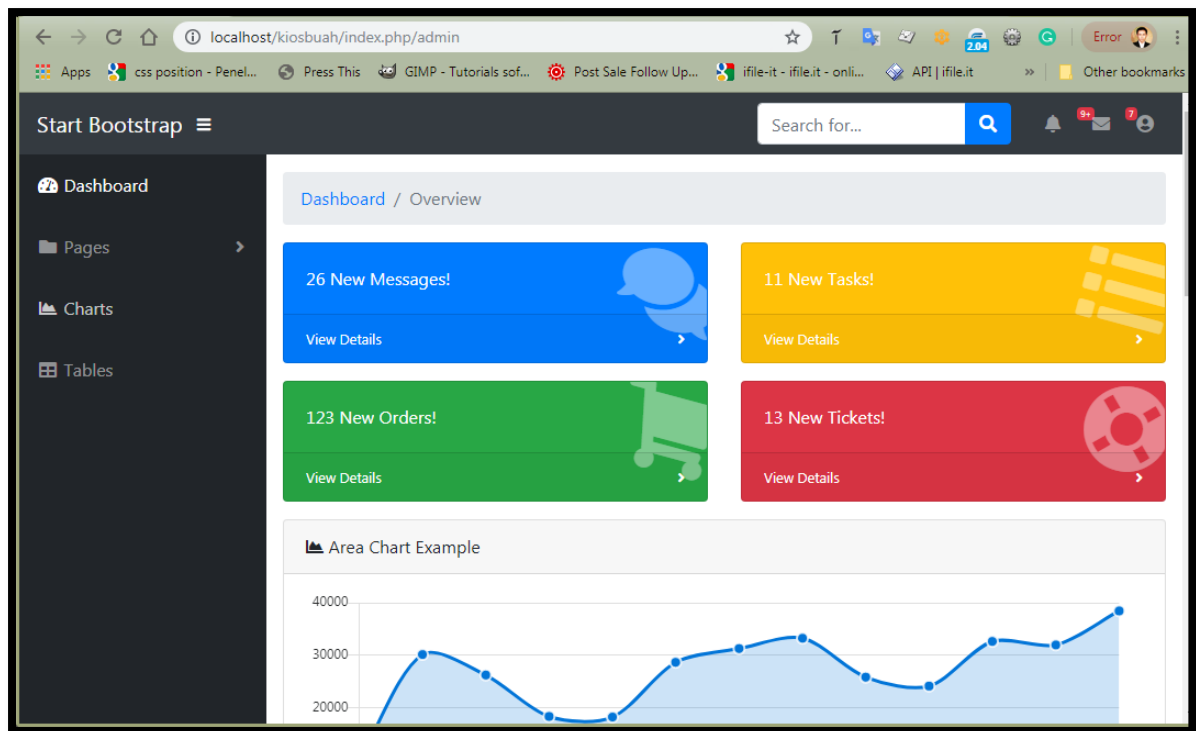 localhost/kiosbuah/index.php/admin
2.04
Error
Apps
css position - Penel...
Press This
GIMP - Tutorials sof...
Post Sale Follow Up...
ifile-it - ifile.it - onli...
API | ifile.it
»
Other bookmarks
Start Bootstrap
Search for...
9+
7
Dashboard
Pages
Charts
Tables
Dashboard / Overview
26 New Messages!
View Details
11 New Tasks!
View Details
123 New Orders!
View Details
13 New Tickets!
View Details
Area Chart Example
40000
30000
20000